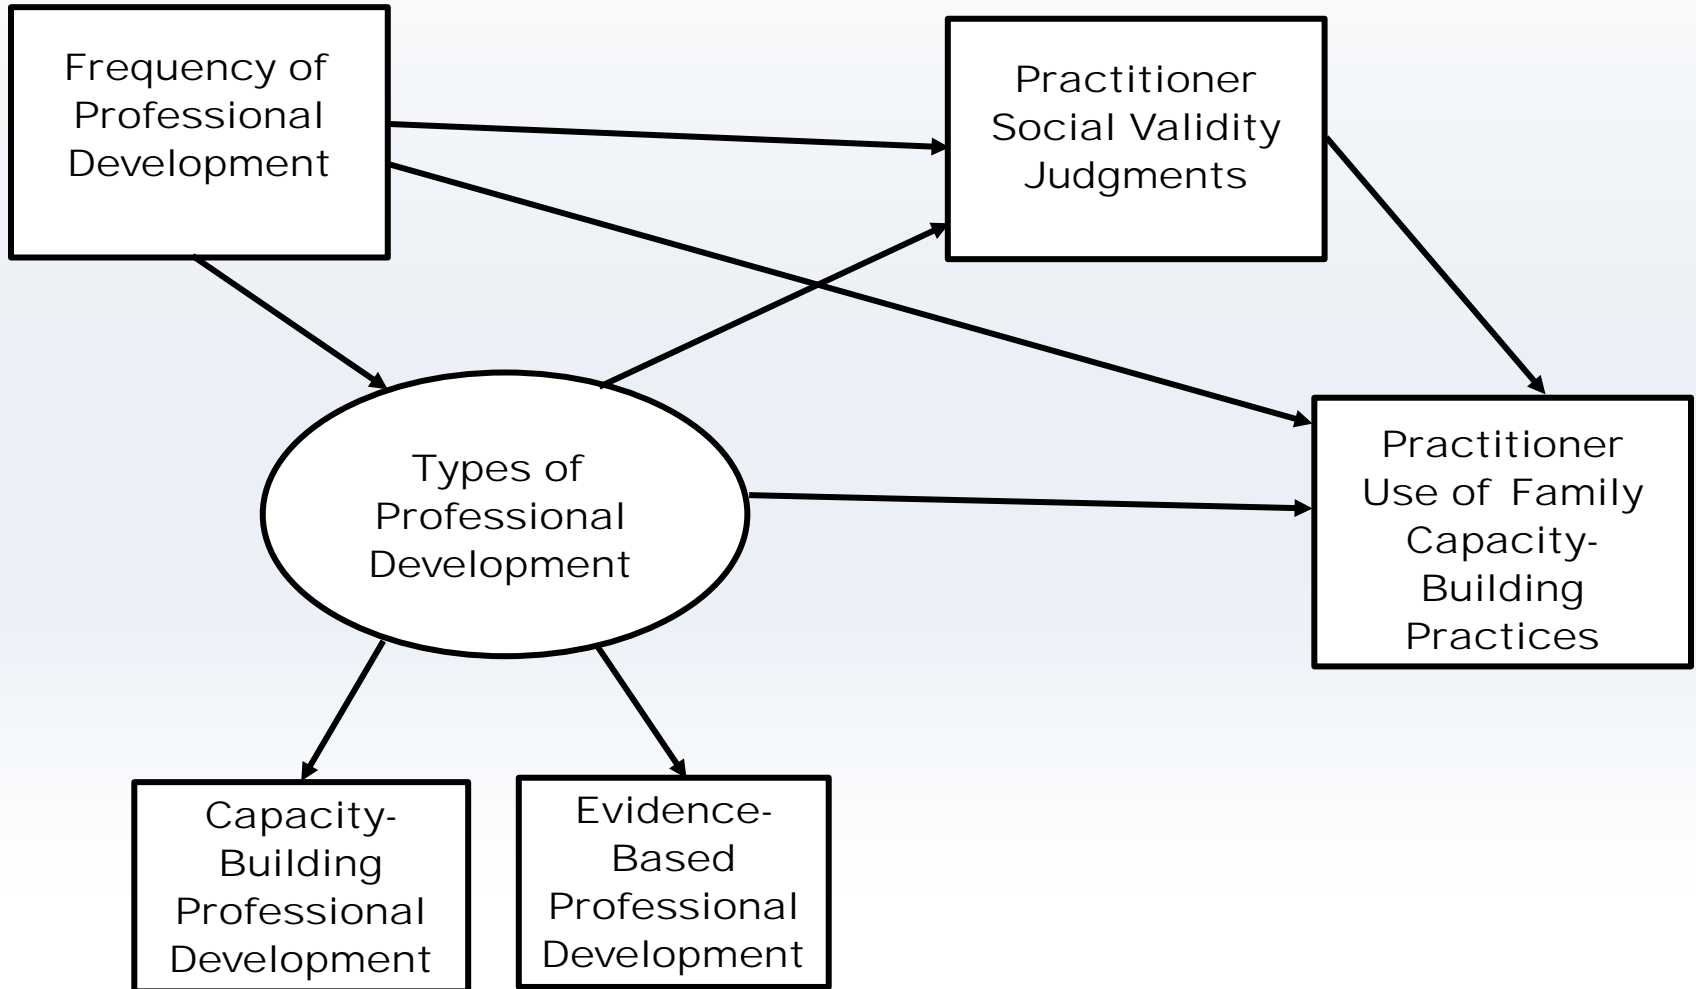 Frequency of
Professional
Development
Practitioner
Social Validity
Judgments
Types of
Professional
Development
Practitioner
Use of Family
Capacity-
Building
Practices
Capacity-
Building
Professional
Development
Evidence-
Based
Professional
Development